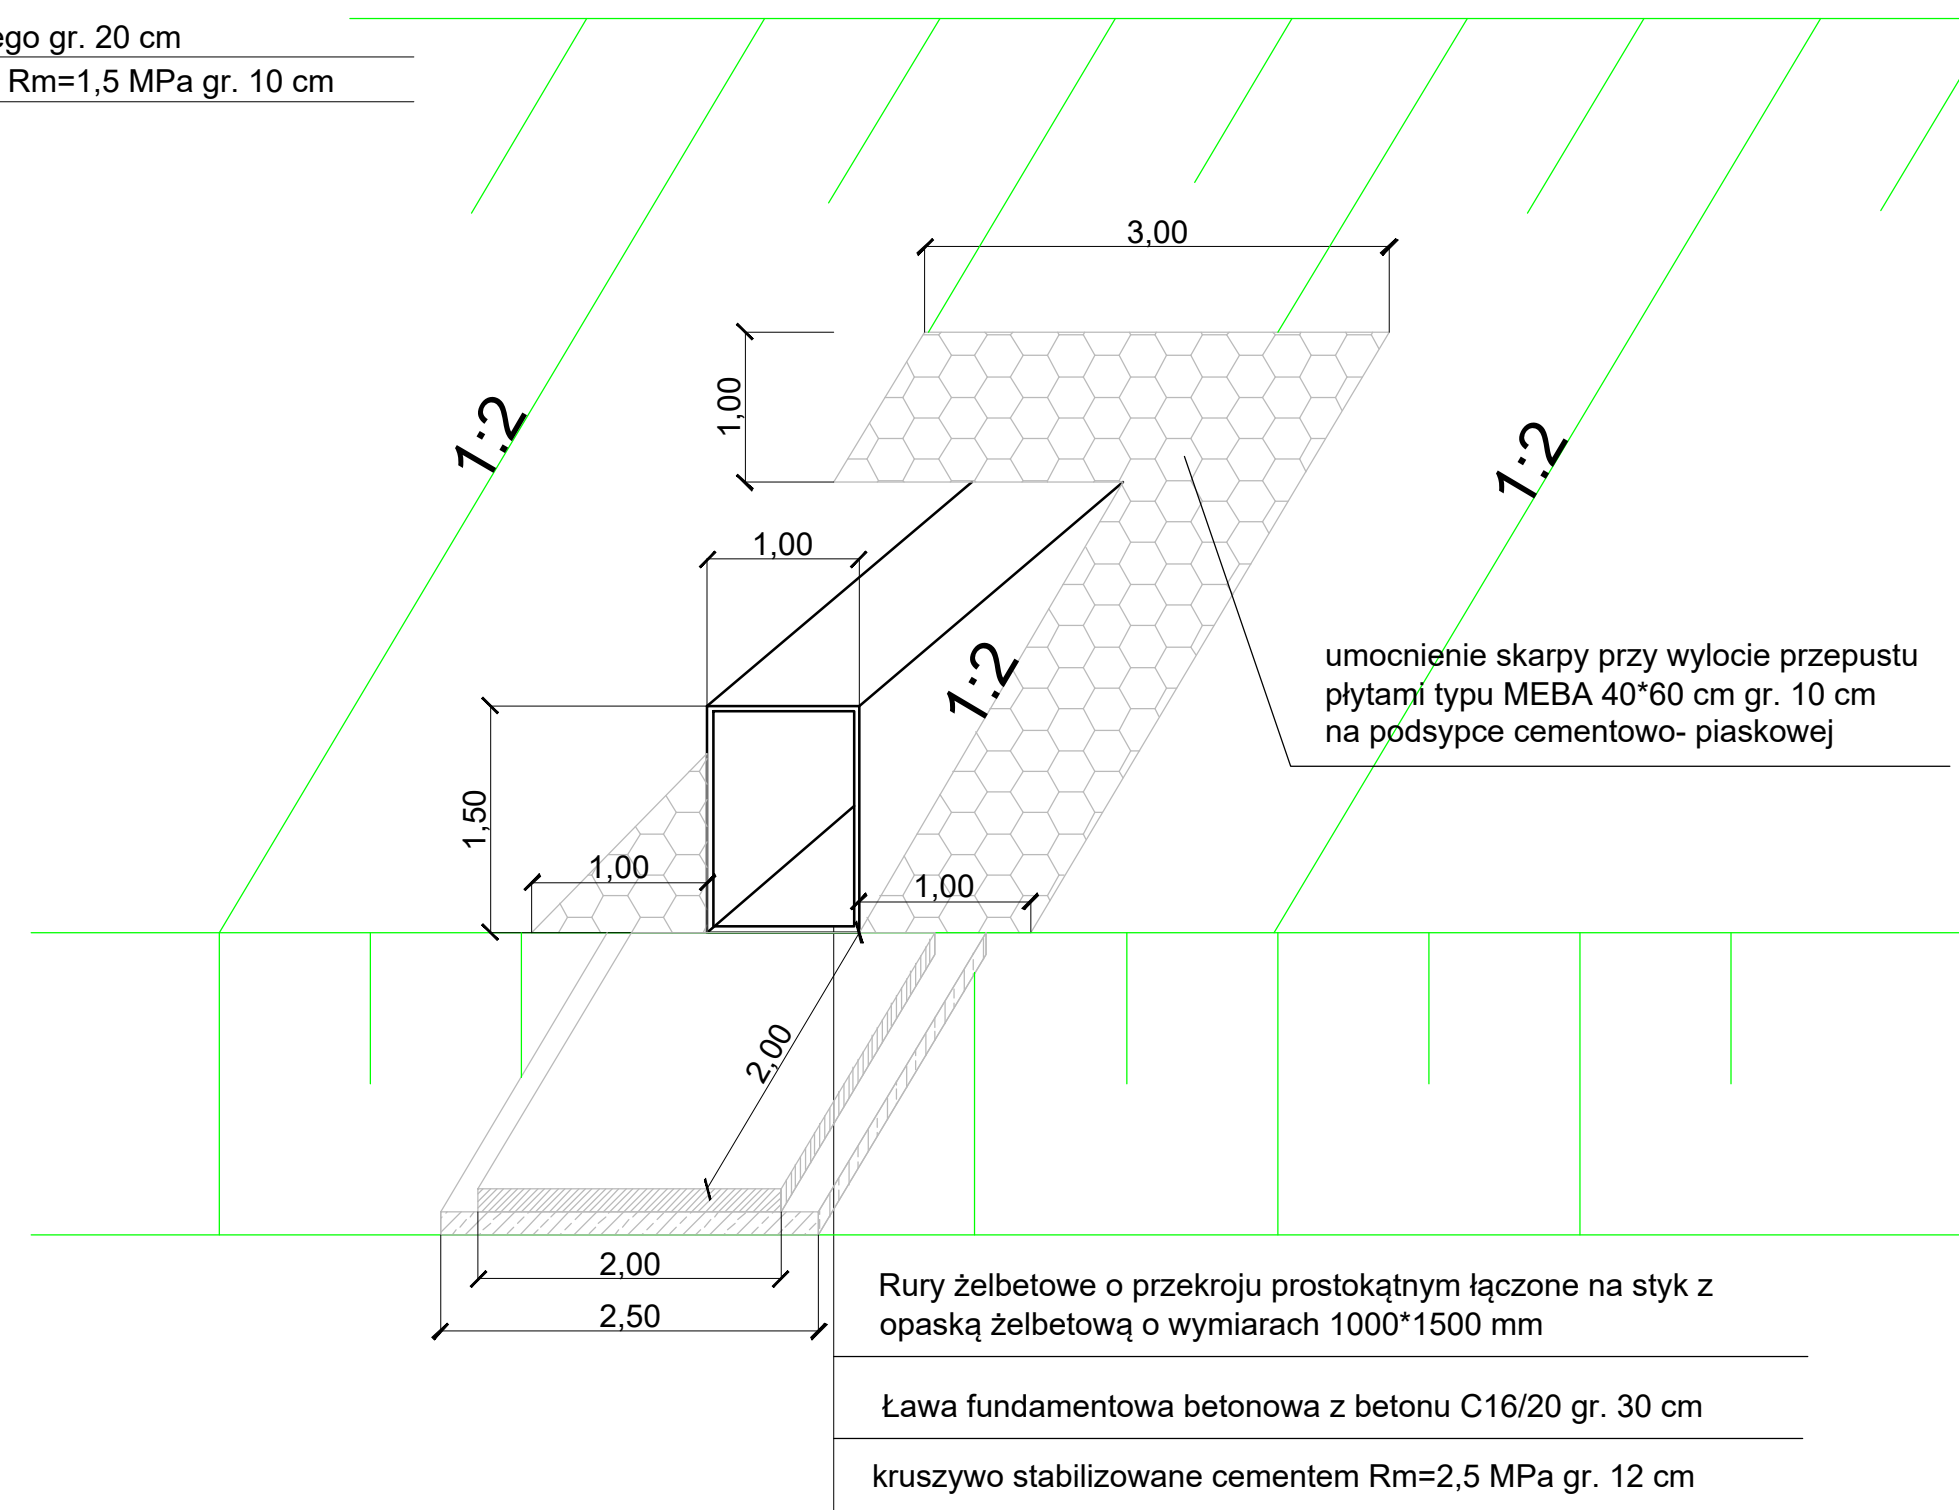 ego gr. 20 cm
Rm=1,5 MPa gr. 10 cm
3,00
1,00
1:2
1:2
1,00
1:2
umocnienie skarpy przy wylocie przepustu
płytami typu MEBA 40*60 cm gr. 10 cm
na podsypce cementowo- piaskowej
1,50
1,00
1,00
2,00
2,00
2,50
Rury żelbetowe o przekroju prostokątnym łączone na styk z
opaską żelbetową o wymiarach 1000*1500 mm
Ława fundamentowa betonowa z betonu C16/20 gr. 30 cm
kruszywo stabilizowane cementem Rm=2,5 MPa gr. 12 cm